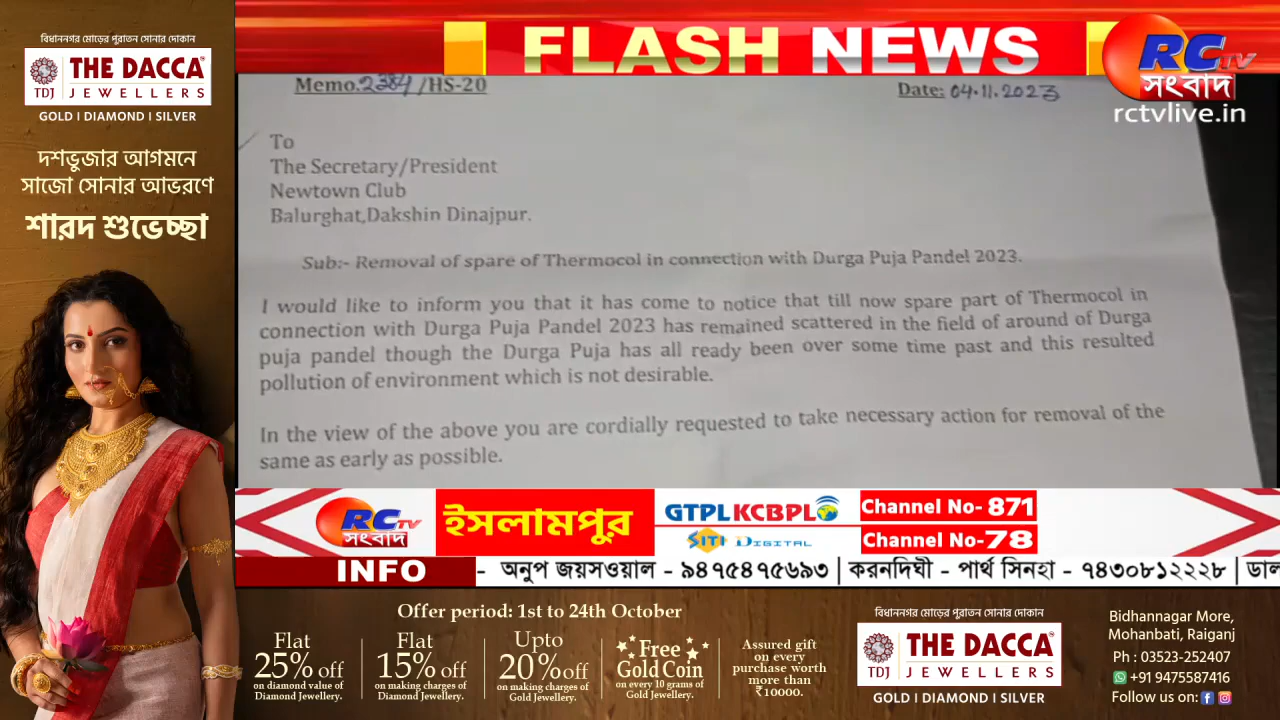 বিধাননগর মোড়ের পুরাতন সোনার দোকান
THE DACCA
TDJ JEWELLERS
GOLD | DIAMOND | SILVER
দশভুজার আগমনে
সাজো সোনার আভরণে
শারদ শুভেচ্ছা
FLASH NEWS
RC TV
সংবাদ
rctvlive.in
Memo.2384/HS-20
Date: 04.11.2023
To
The Secretary/President
Newtown Club
Balurghat,Dakshin Dinajpur.
Sub:- Removal of spare of Thermocol in connection with Durga Puja Pandel 2023.
I would like to inform you that it has come to notice that till now spare part of Thermocol in
connection with Durga Puja Pandel 2023 has remained scattered in the field of around of Durga
puja pandel though the Durga Puja has all ready been over some time past and this resulted
pollution of environment which is not desirable.
In the view of the above you are cordially requested to take necessary action for removal of the
same as early as possible.
RC TV
সংবাদ
ইসলামপুর
GTPL KCBPL
SITI DIGITAL
Channel No- 871
Channel No-78
INFO
- অনুপ জয়সওয়াল - ৯৪৭৫৪৭৫৬৯৩ | করনদিঘী - পার্থ সিনহা - ৭৪৩০৮১২২২৮ | ডাল
Offer period: 1st to 24th October
Flat
25% off
on diamond value of
Diamond Jewellery.
Flat
15% off
on making charges of
Diamond Jewellery.
Upto
20% off
on making charges of
Gold Jewellery.
Free
Gold Coin
on every 10 grams of
Gold Jewellery.
Assured gift
on every
purchase worth
more than
₹10000.
বিধাননগর মোড়ের পুরাতন সোনার দোকান
THE DACCA
TDJ JEWELLERS
GOLD | DIAMOND | SILVER
Bidhannagar More,
Mohanbati, Raiganj
Ph : 03523-252407
+91 9475587416
Follow us on: